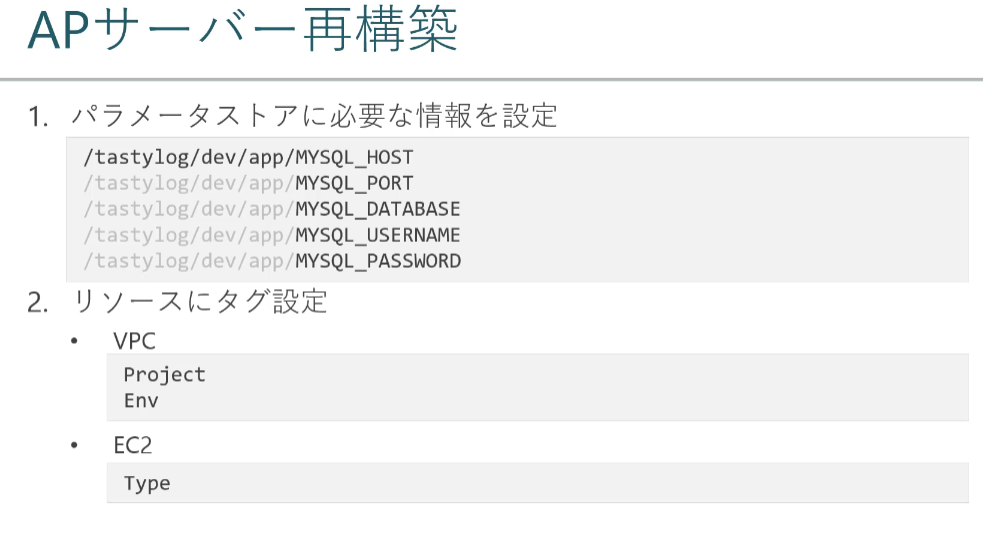 APサーバー再構築
1. パラメータストアに必要な情報を設定
/tastylog/dev/app/MYSQL_HOST
/tastylog/dev/app/MYSQL_PORT
/tastylog/dev/app/MYSQL_DATABASE
/tastylog/dev/app/MYSQL_USERNAME
/tastylog/dev/app/MYSQL_PASSWORD
2. リソースにタグ設定
• VPC
Project
Env
• EC2
Type